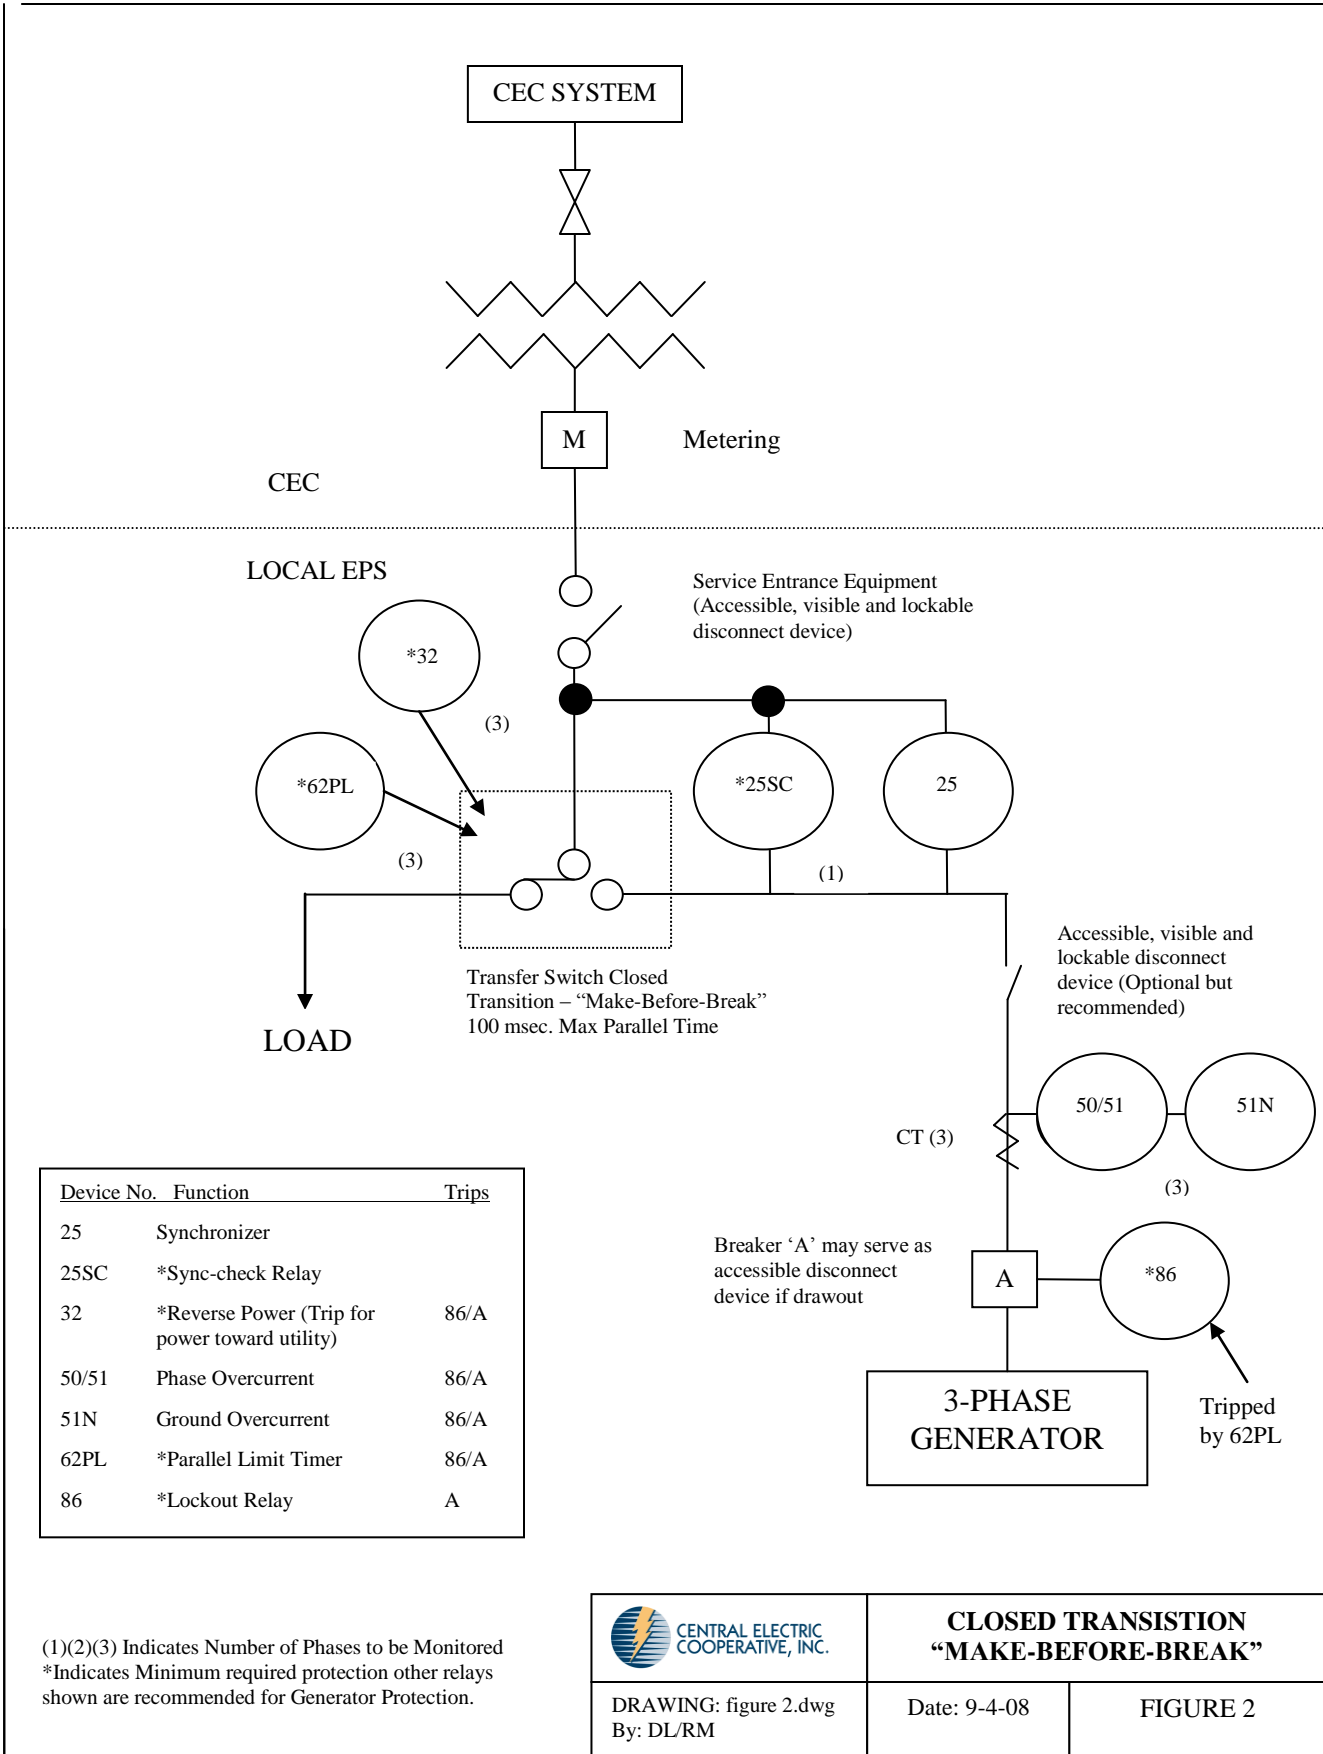 CEC SYSTEM
M
Metering
CEC
LOCAL EPS
Service Entrance Equipment
(Accessible, visible and lockable
disconnect device)
*32
(3)
*62PL
(3)
*25SC
25
(1)
Transfer Switch Closed
Transition – “Make-Before-Break”
100 msec. Max Parallel Time
LOAD
Accessible, visible and
lockable disconnect
device (Optional but
recommended)
50/51
51N
CT (3)
(3)
Breaker ‘A’ may serve as
accessible disconnect
device if drawout
A
*86
3-PHASE
GENERATOR
Tripped
by 62PL
Device No. Function Trips
25 Synchronizer
25SC *Sync-check Relay
32 *Reverse Power (Trip for 86/A
power toward utility)
50/51 Phase Overcurrent 86/A
51N Ground Overcurrent 86/A
62PL *Parallel Limit Timer 86/A
86 *Lockout Relay A
(1)(2)(3) Indicates Number of Phases to be Monitored
*Indicates Minimum required protection other relays
shown are recommended for Generator Protection.
CENTRAL ELECTRIC
COOPERATIVE, INC.
CLOSED TRANSISTION
“MAKE-BEFORE-BREAK”
DRAWING: figure 2.dwg
By: DL/RM
Date: 9-4-08
FIGURE 2